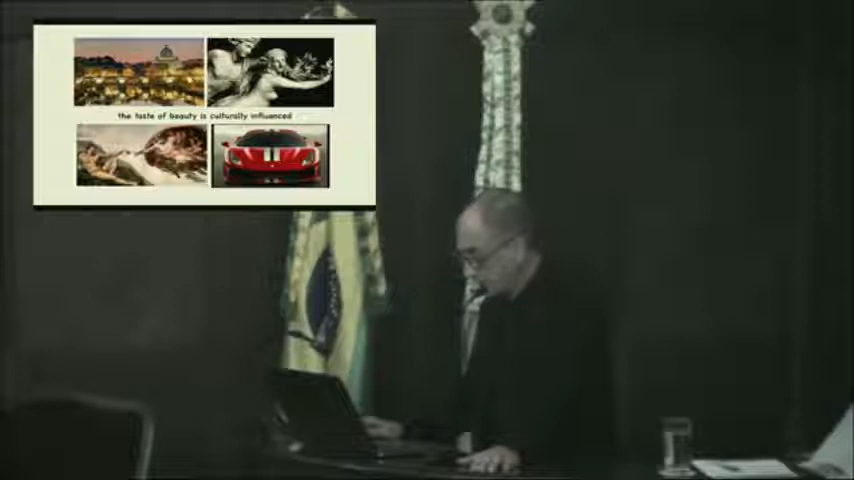 the taste of beauty is culturally influenced